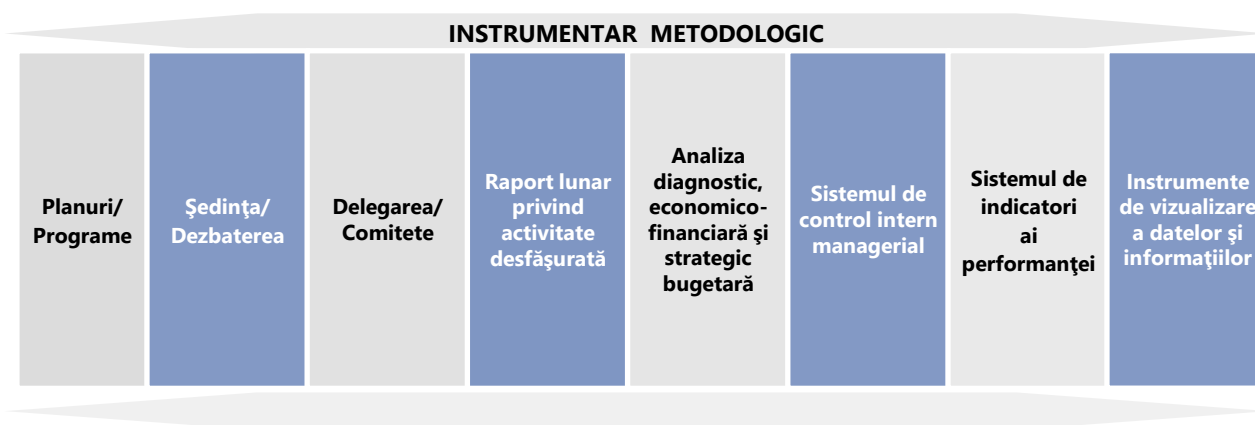 INSTRUMENTAR METODOLOGIC
Planuri/
Programe
Şedinţa/
Dezbaterea
Delegarea/
Comitete
Raport lunar
privind
activitate
desfăşurată
Analiza
diagnostic,
economico-
financiară şi
strategic
bugetară
Sistemul de
control intern
managerial
Sistemul de
indicatori
ai
performanţei
Instrumente
de vizualizare
a datelor şi
informaţiilor